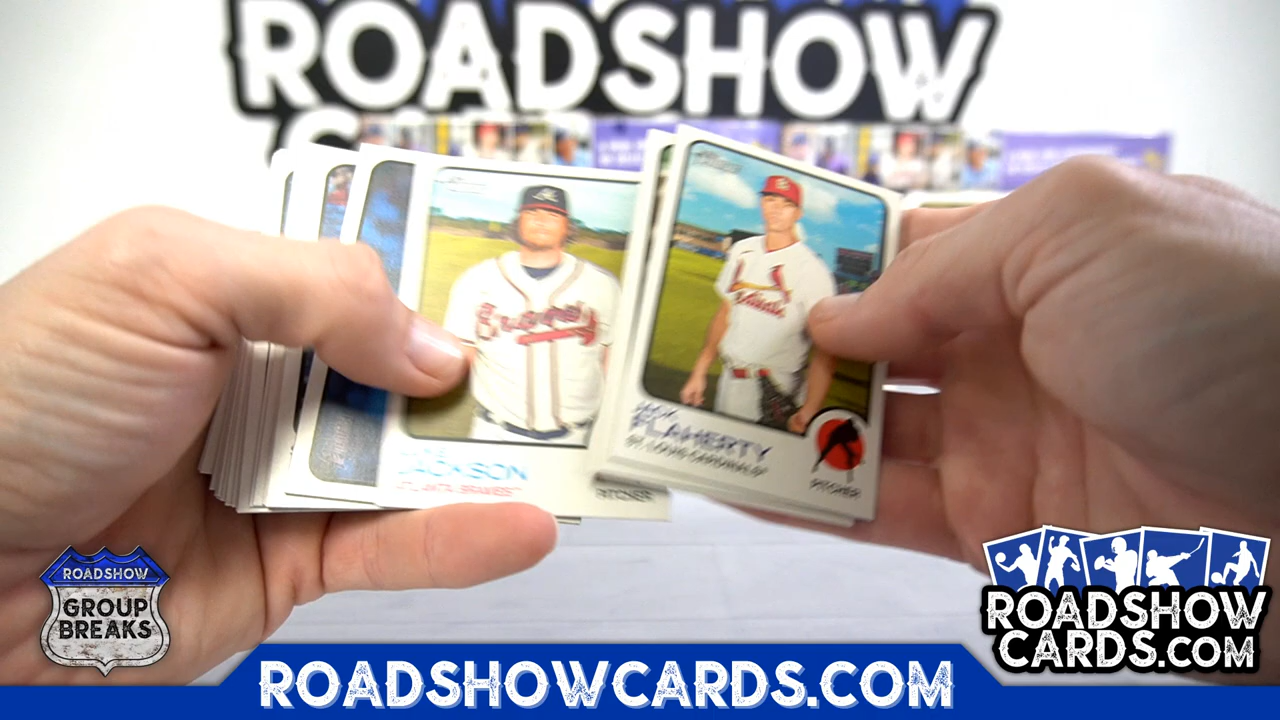 ROADSHOW
JACKSON
ATLANTA BRAVES
PITCHER
JACK
FLAHERTY
ST. LOUIS CARDINALS
PITCHER
Braves
Cardinals
ROADSHOW
GROUP
BREAKS
ROADSHOW
CARDS.COM
ROADSHOWCARDS.COM